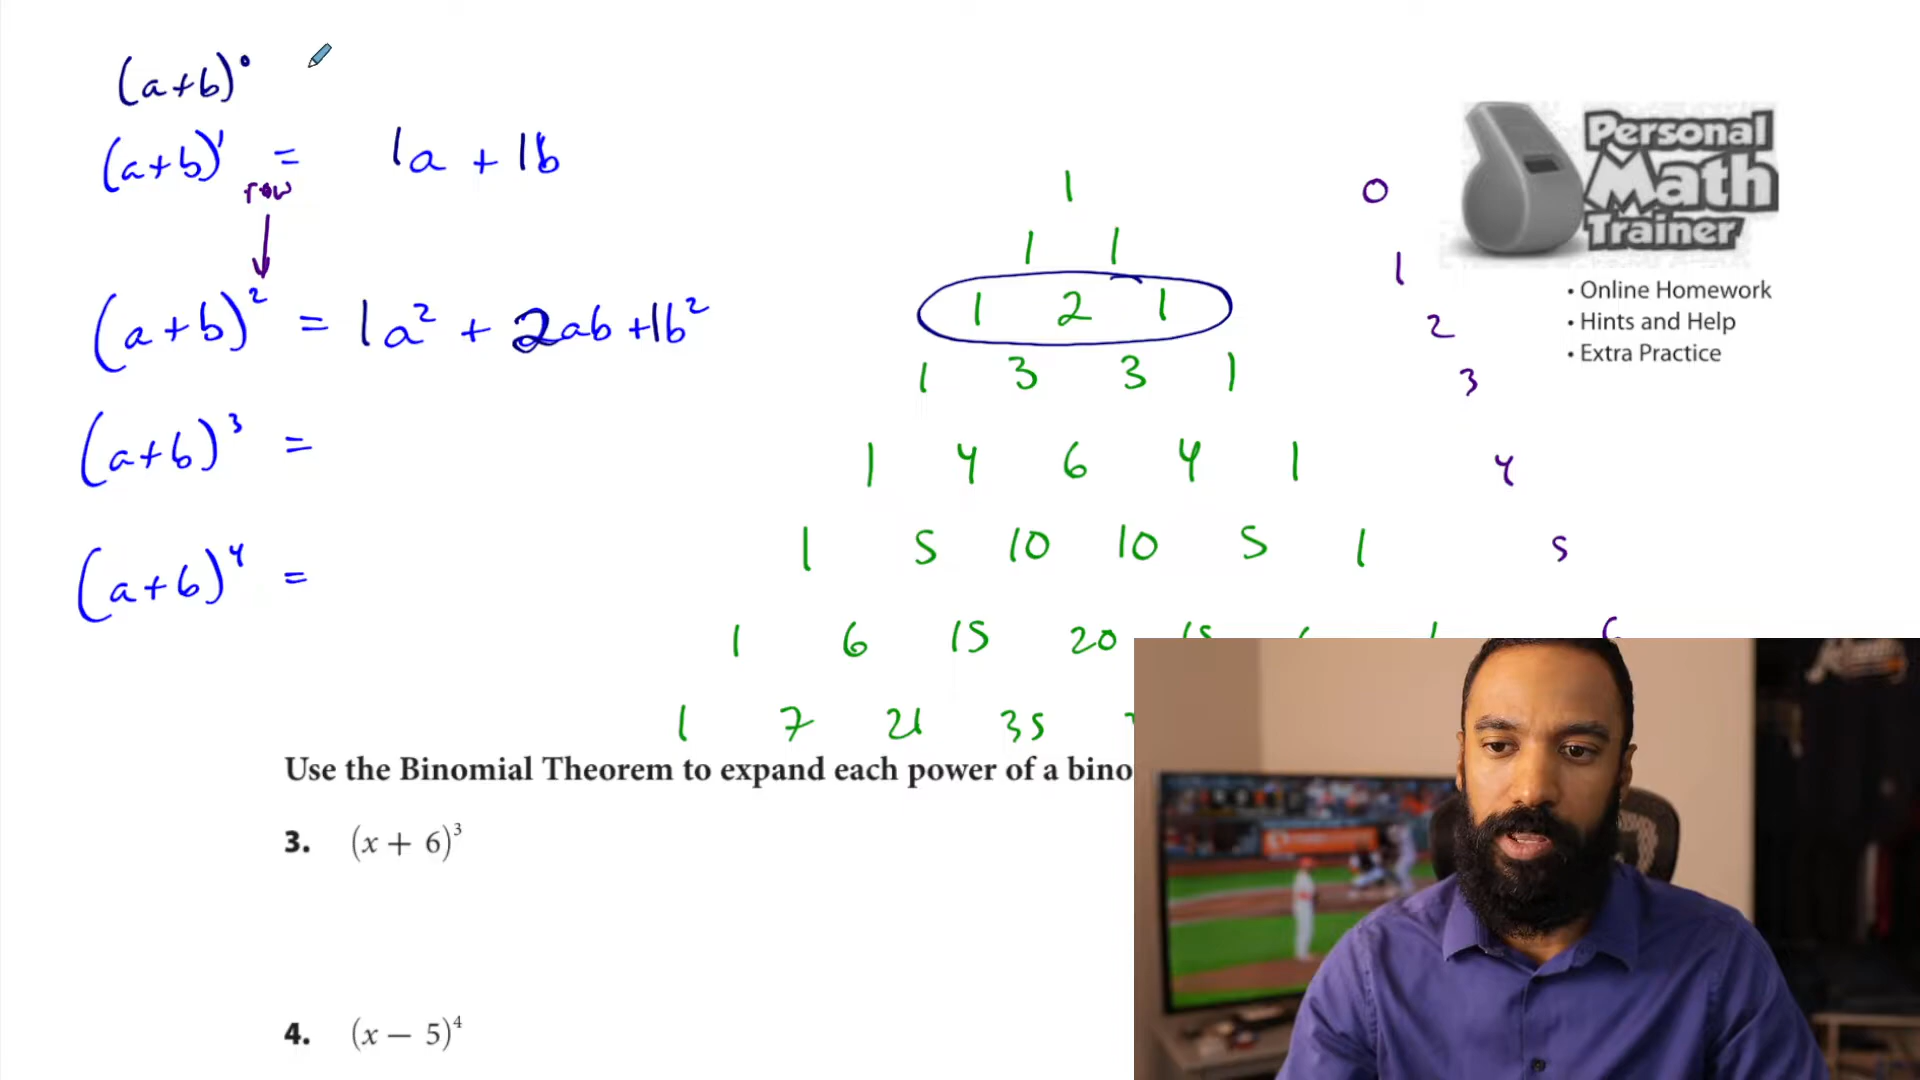 (a+b)⁰
(a+b)¹ = 1a + 1b
row
(a+b)² = 1a² + 2ab + 1b²
(a+b)³ =
(a+b)⁴ =
1 0
1 1 1
1 2 1 2
1 3 3 1 3
1 4 6 4 1 4
1 5 10 10 5 1 5
1 6 15 20 15
1 7 21 35
Personal
Math
Trainer
• Online Homework
• Hints and Help
• Extra Practice
Use the Binomial Theorem to expand each power of a bino
3. (x + 6)³
4. (x − 5)⁴